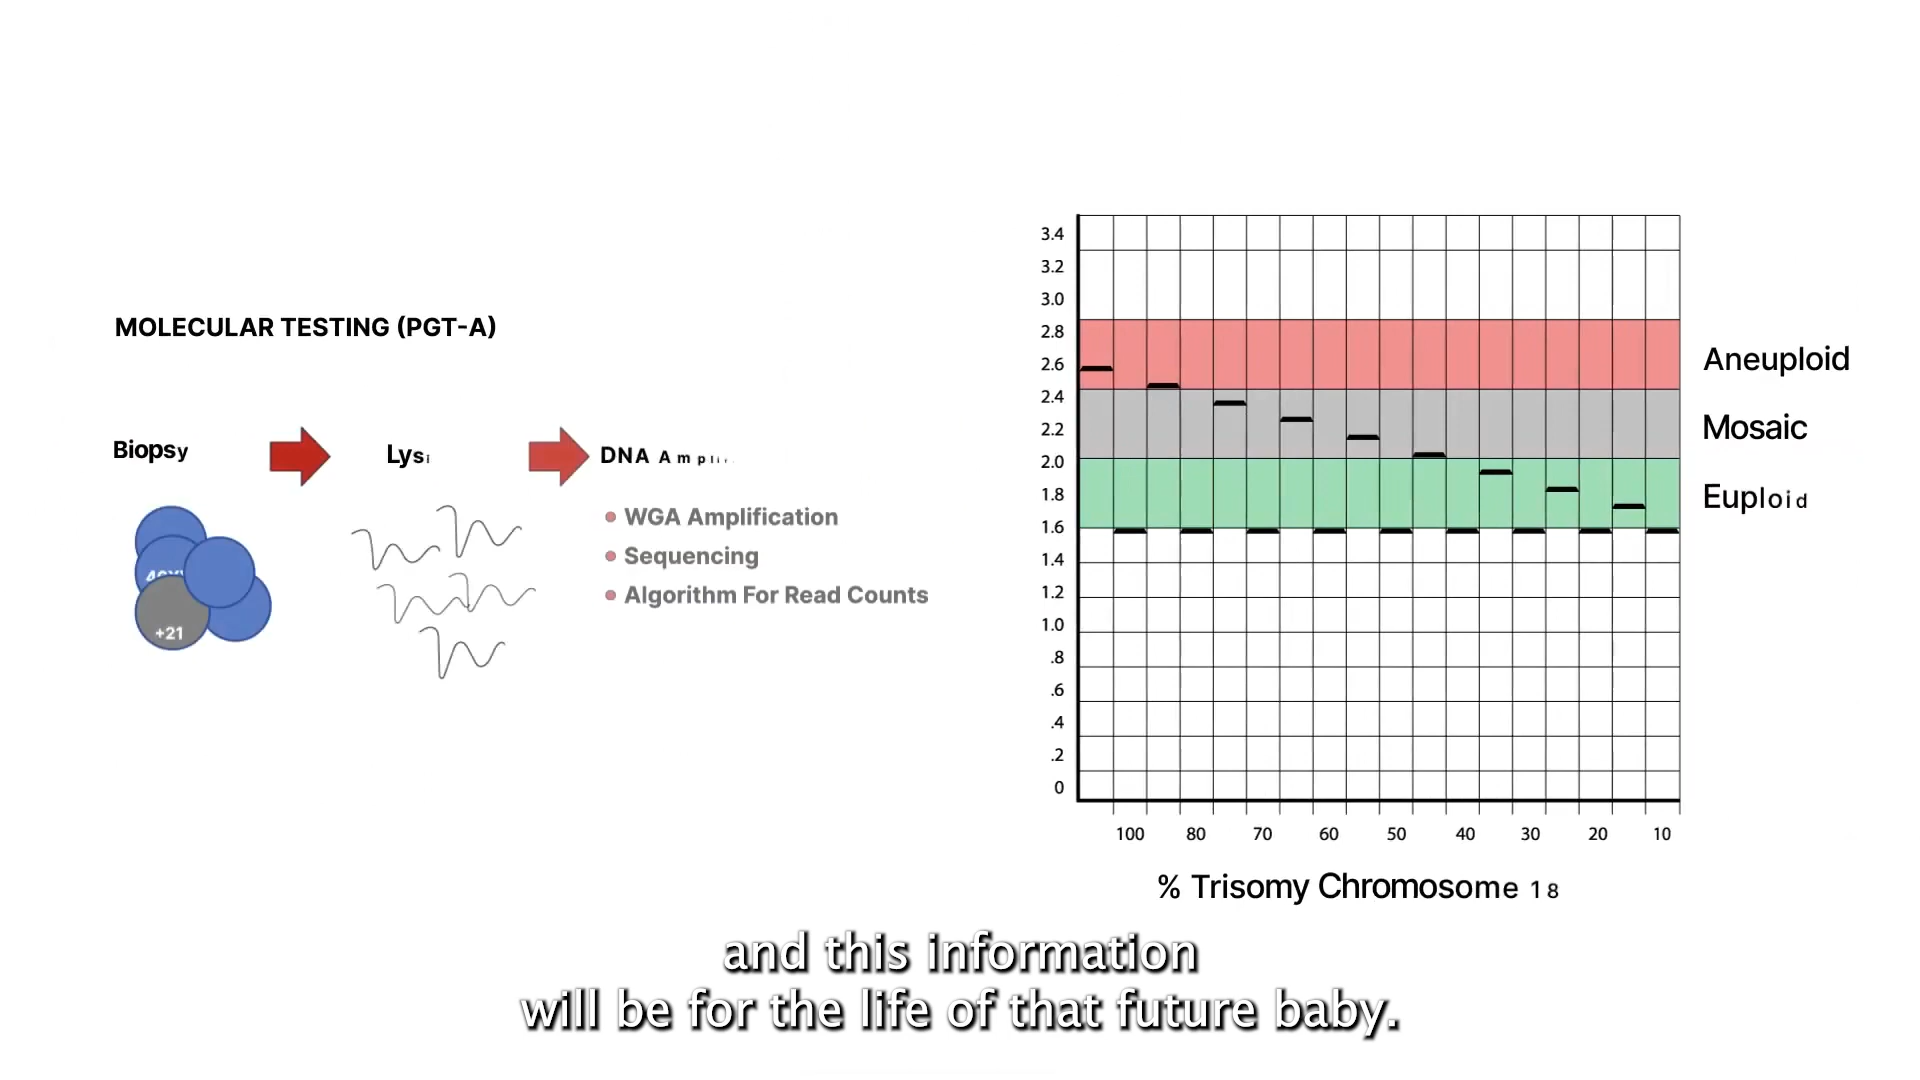 MOLECULAR TESTING (PGT-A)
Biopsy
Lysi
DNA Ampli
WGA Amplification
Sequencing
Algorithm For Read Counts
+21
3.4
3.2
3.0
2.8
2.6
2.4
2.2
2.0
1.8
1.6
1.4
1.2
1.0
.8
.6
.4
.2
0
Aneuploid
Mosaic
Euploid
100 80 70 60 50 40 30 20 10
% Trisomy Chromosome 18
and this information
will be for the life of that future baby.